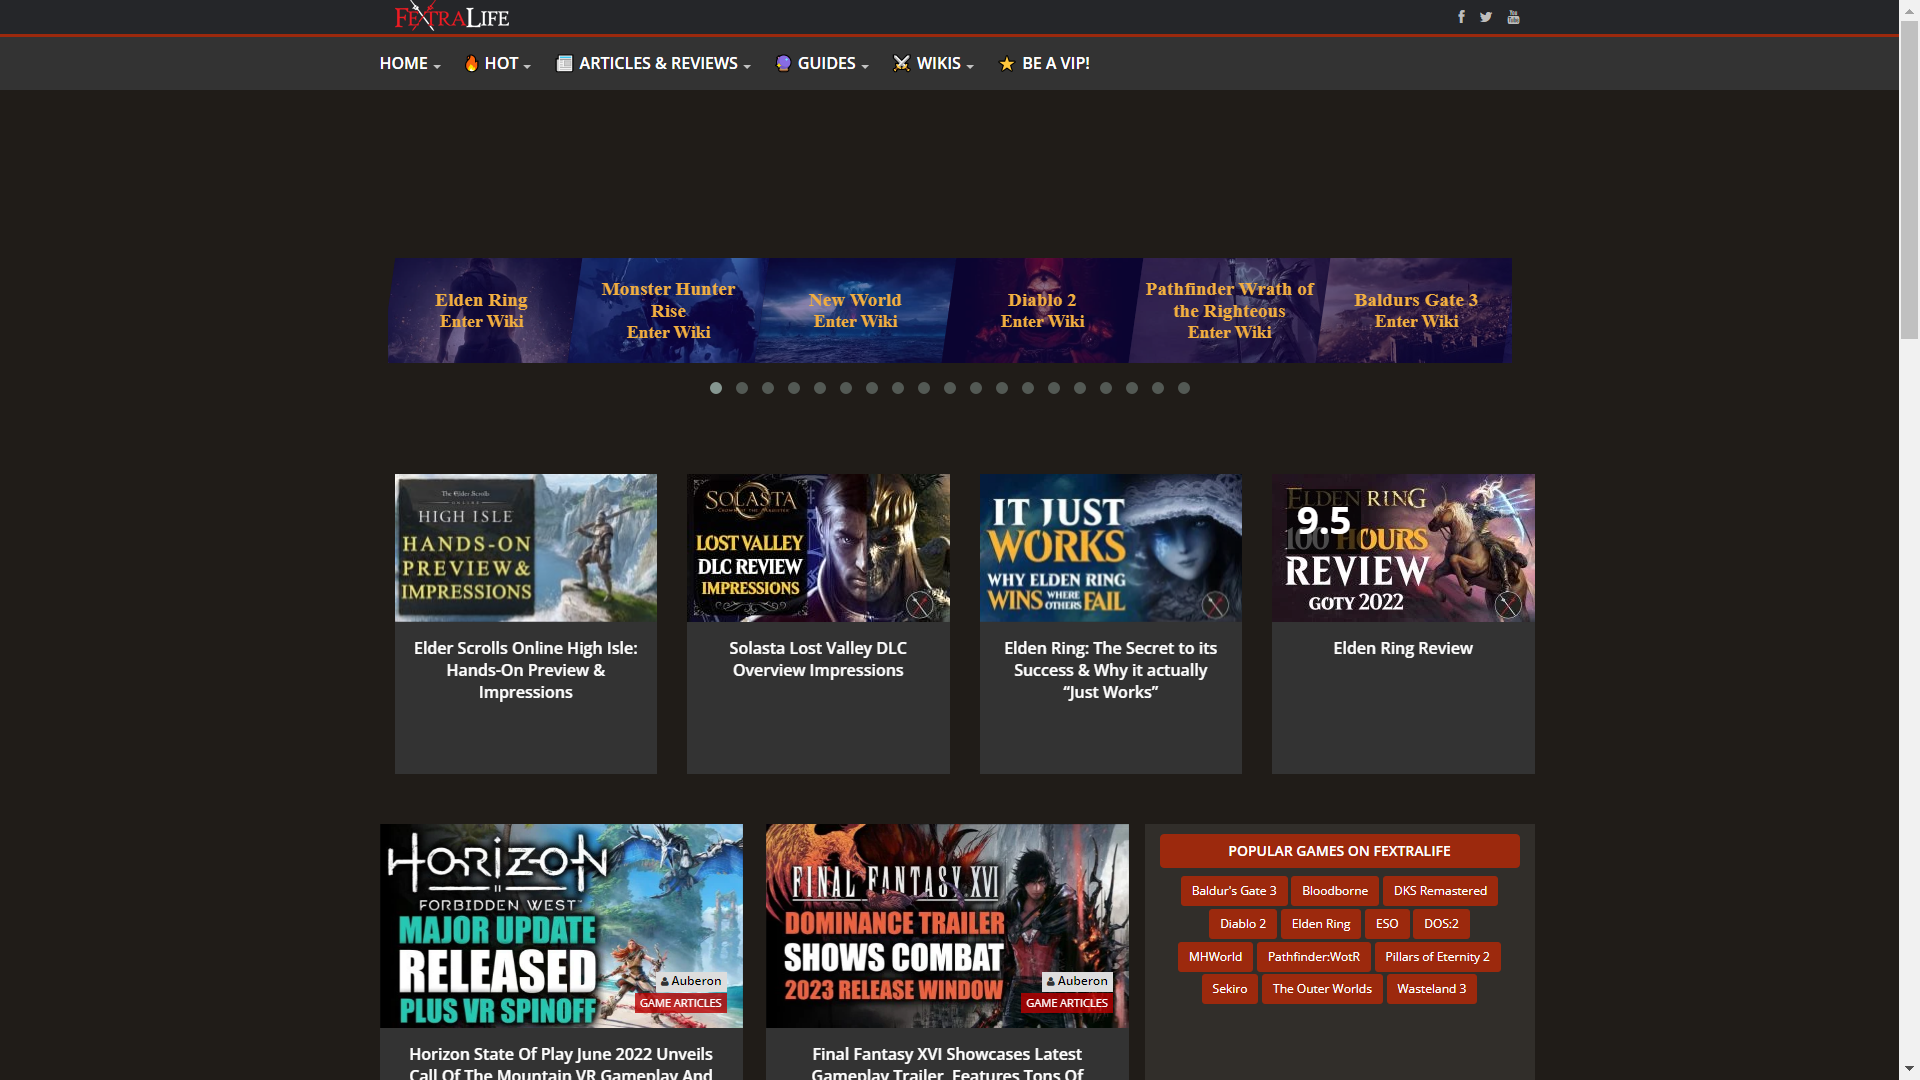 FEXTRALIFE
HOME
HOT
ARTICLES & REVIEWS
GUIDES
WIKIS
BE A VIP!
Elden Ring
Enter Wiki
Monster Hunter
Rise
Enter Wiki
New World
Enter Wiki
Diablo 2
Enter Wiki
Pathfinder Wrath of
the Righteous
Enter Wiki
Baldurs Gate 3
Enter Wiki
The Elder Scrolls
ONLINE
HIGH ISLE
HANDS-ON
PREVIEW &
IMPRESSIONS
Elder Scrolls Online High Isle:
Hands-On Preview &
Impressions
SOLASTA
CROWN OF THE MAGISTER
LOST VALLEY
DLC REVIEW
IMPRESSIONS
Solasta Lost Valley DLC
Overview Impressions
IT JUST
WORKS
WHY ELDEN RING
WINS WHERE OTHERS FAIL
Elden Ring: The Secret to its
Success & Why it actually
“Just Works”
ELDEN RING
9.5
100 HOURS
REVIEW
GOTY 2022
Elden Ring Review
HORIZON
II
FORBIDDEN WEST™
MAJOR UPDATE
RELEASED
PLUS VR SPINOFF
Auberon
GAME ARTICLES
Horizon State Of Play June 2022 Unveils
Call Of The Mountain VR Gameplay And
FINAL FANTASY XVI
DOMINANCE TRAILER
SHOWS COMBAT
2023 RELEASE WINDOW
Auberon
GAME ARTICLES
Final Fantasy XVI Showcases Latest
Gameplay Trailer, Features Tons Of
POPULAR GAMES ON FEXTRALIFE
Baldur's Gate 3 Bloodborne DKS Remastered
Diablo 2 Elden Ring ESO DOS:2
MHWorld Pathfinder:WotR Pillars of Eternity 2
Sekiro The Outer Worlds Wasteland 3